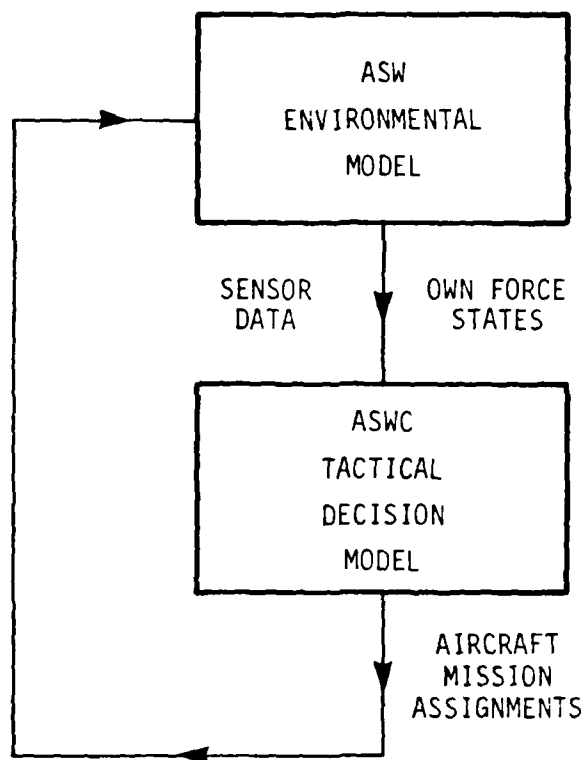 ASW
ENVIRONMENTAL
MODEL
SENSOR
DATA
OWN FORCE
STATES
ASWC
TACTICAL
DECISION
MODEL
AIRCRAFT
MISSION
ASSIGNMENTS